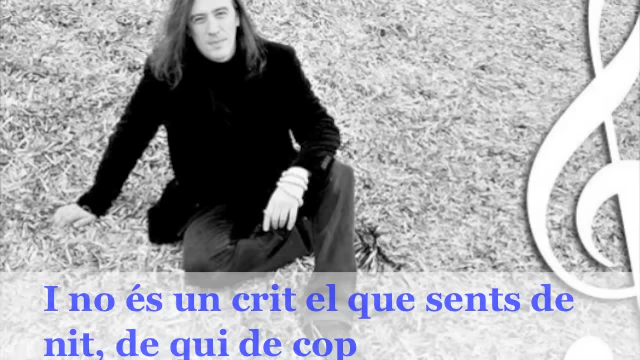 I no és un crit el que sents de
nit, de qui de cop